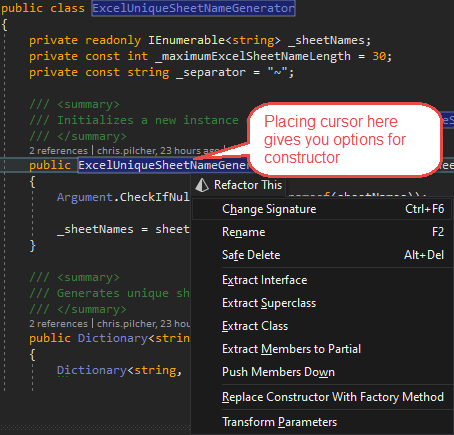 public class ExcelUniqueSheetNameGenerator
{
private readonly IEnumerable<string> _sheetNames;
private const int _maximumExcelSheetNameLength = 30;
private const string _separator = "~";
/// <summary>
/// Initializes a new instance
/// </summary>
2 references | chris.pilcher, 23 hours ago |
Placing cursor here
gives you options for
constructor
public ExcelUniqueSheetNameGener
{
Argument.CheckIfNul nameof(sheetNames));
_sheetNames = sheet
}
/// <summary>
/// Generates unique sh
/// </summary>
2 references | chris.pilcher, 23 hour
public Dictionary<strin
{
Dictionary<string,
Refactor This
Change Signature Ctrl+F6
Rename F2
Safe Delete Alt+Del
Extract Interface
Extract Superclass
Extract Class
Extract Members to Partial
Push Members Down
Replace Constructor With Factory Method
Transform Parameters